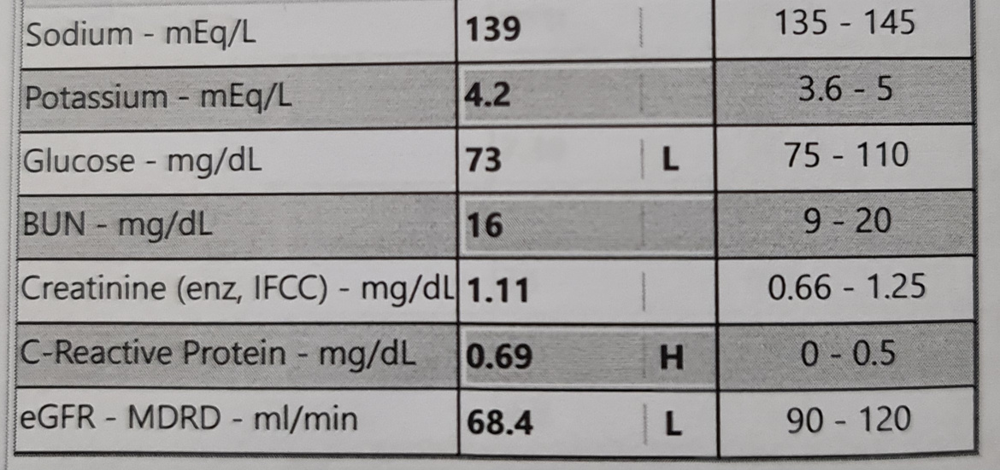 Sodium - mEq/L 139 135 - 145
Potassium - mEq/L 4.2 3.6 - 5
Glucose - mg/dL 73 L 75 - 110
BUN - mg/dL 16 9 - 20
Creatinine (enz, IFCC) - mg/dL 1.11 0.66 - 1.25
C-Reactive Protein - mg/dL 0.69 H 0 - 0.5
eGFR - MDRD - ml/min 68.4 L 90 - 120